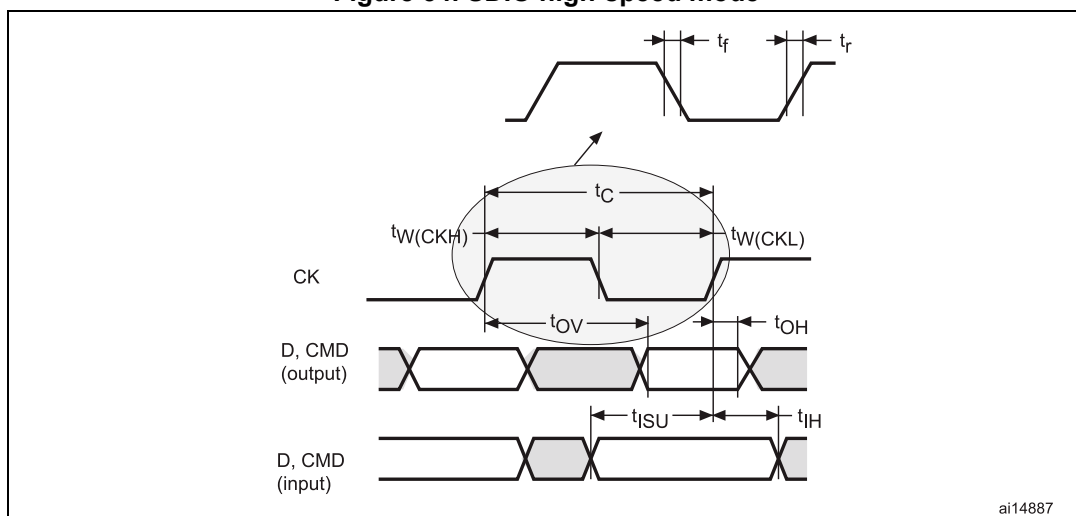 Figure SDIO high-speed mode
tf
tr
tC
tW(CKH)
tW(CKL)
CK
tOV
tOH
D, CMD
(output)
tISU
tIH
D, CMD
(input)
ai14887